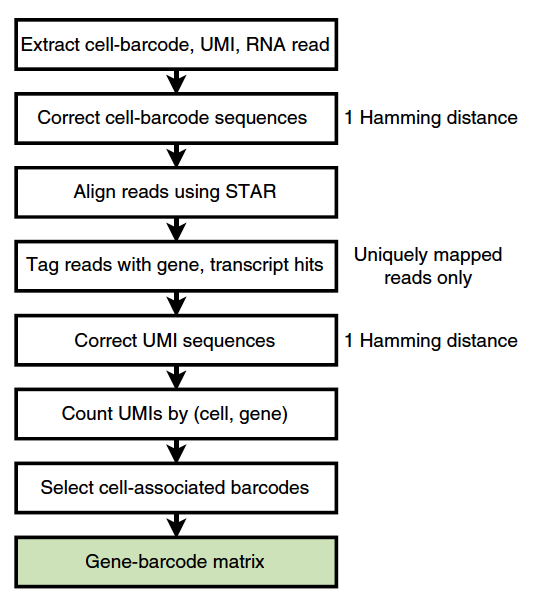 Extract cell-barcode, UMI, RNA read
Correct cell-barcode sequences
1 Hamming distance
Align reads using STAR
Tag reads with gene, transcript hits
Uniquely mapped
reads only
Correct UMI sequences
1 Hamming distance
Count UMIs by (cell, gene)
Select cell-associated barcodes
Gene-barcode matrix